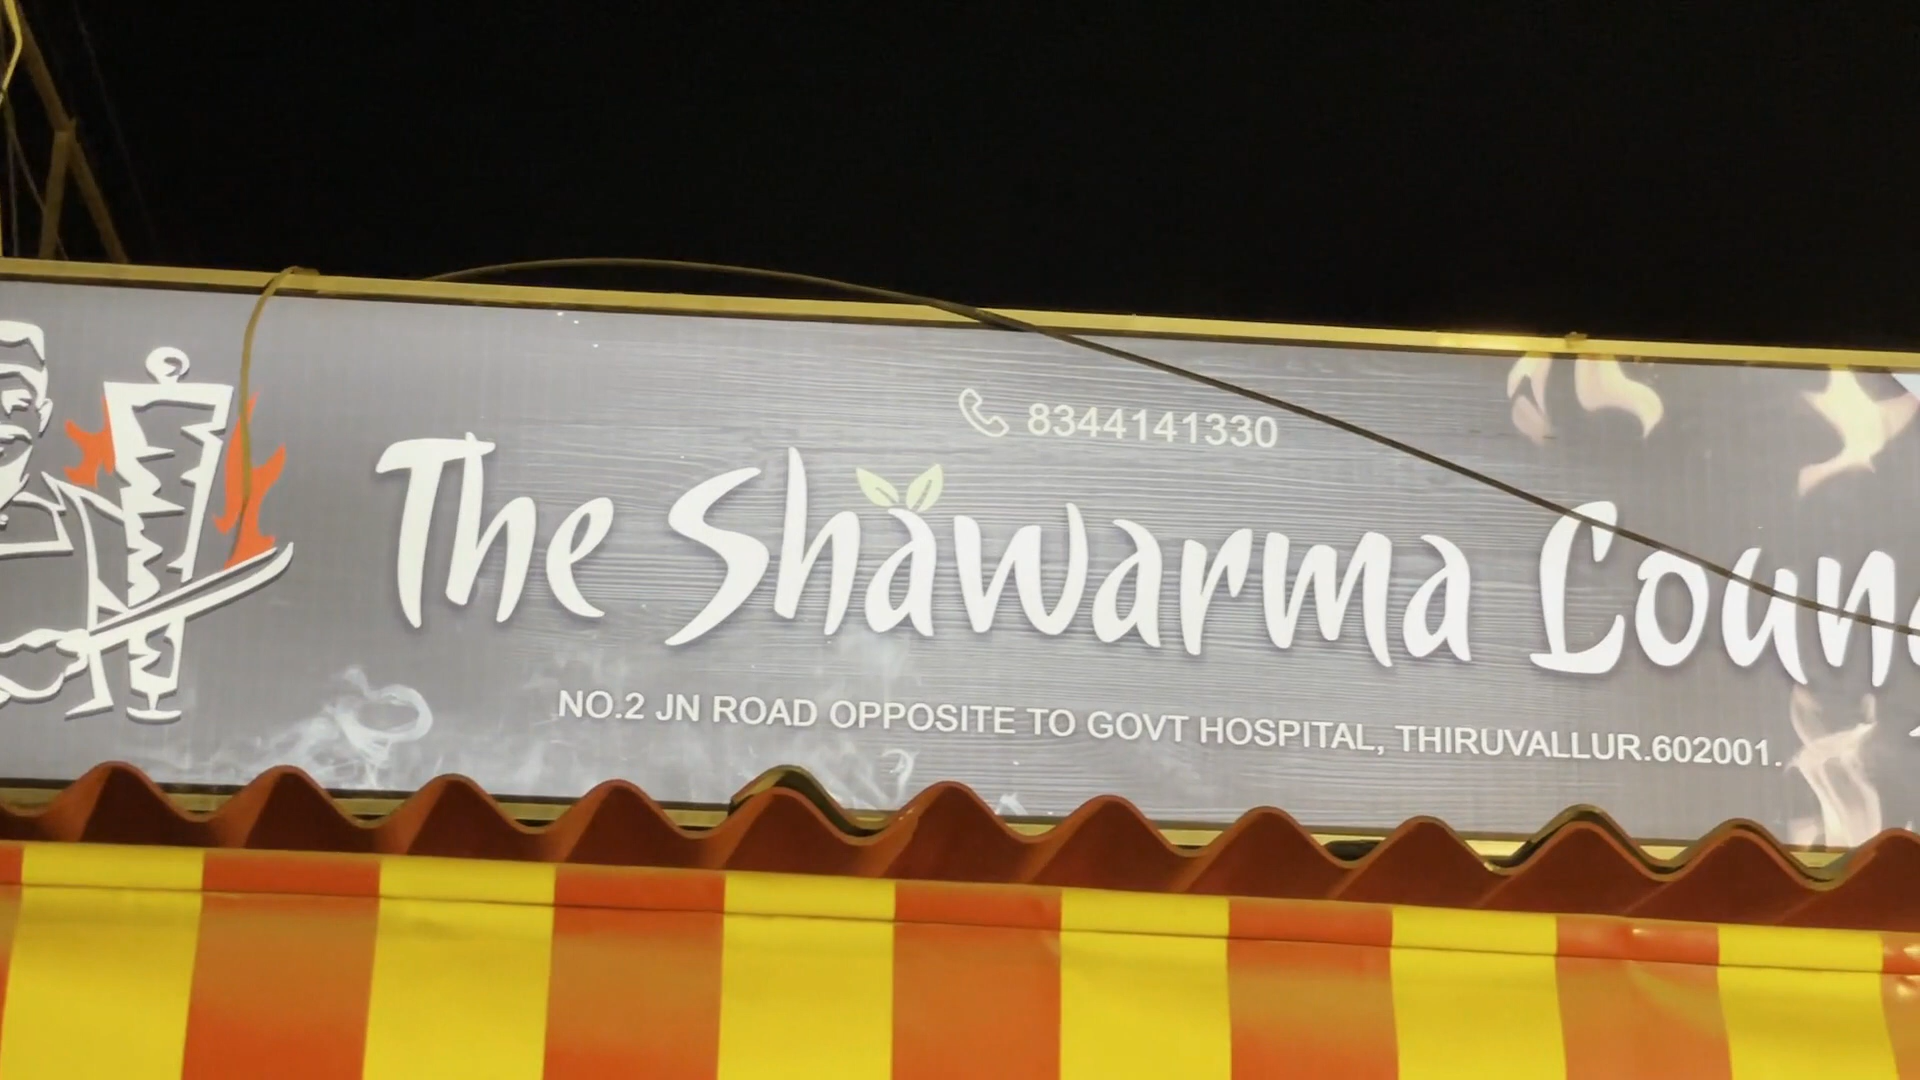 8344141330
The Shawarma
NO.2 JN ROAD OPPOSITE TO GOVT HOSPITAL, THIRUVALLUR.602001.